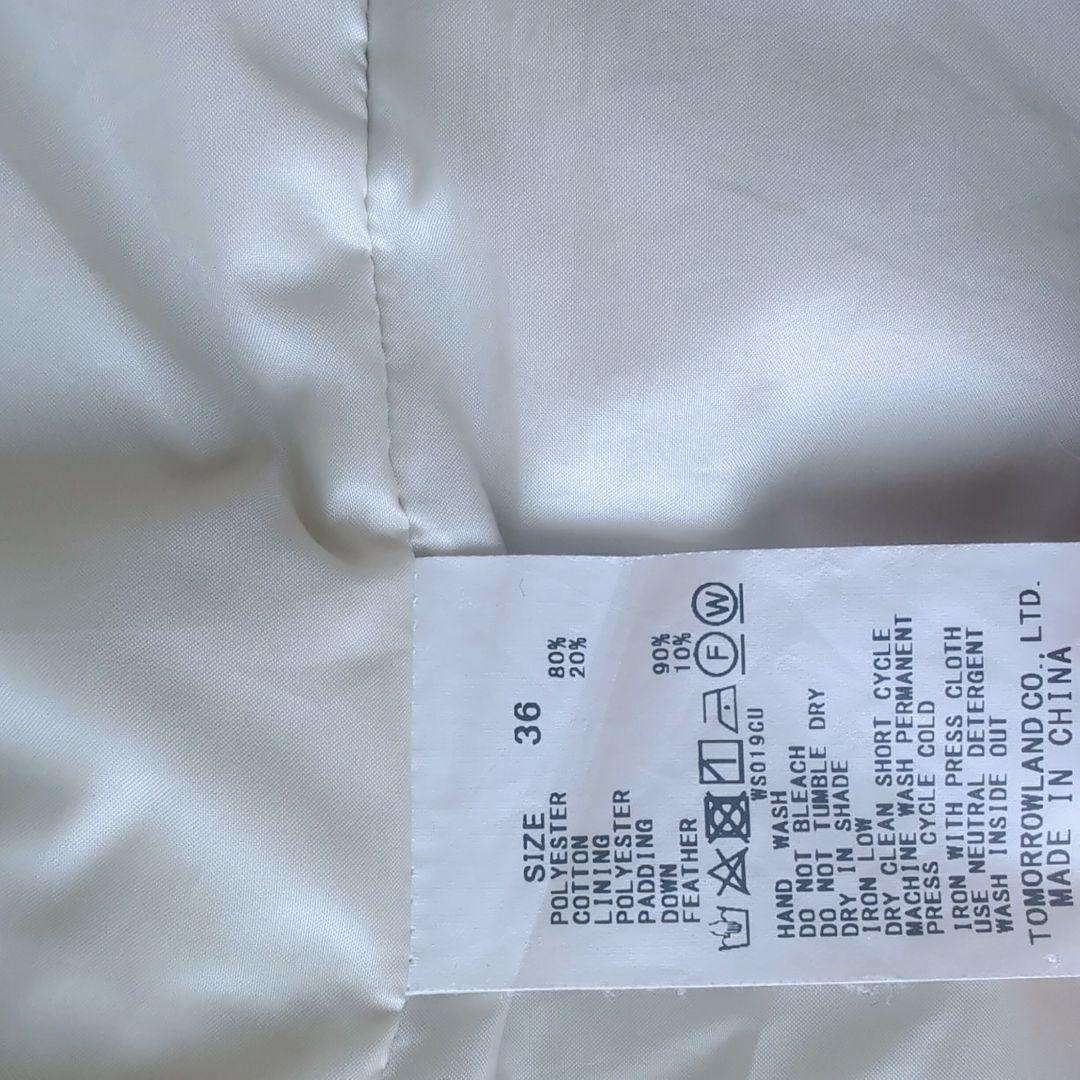 SIZE 36
POLYESTER 80%
COTTON 20%
LINING
POLYESTER
PADDING
DOWN 90%
FEATHER 10%
F W
WS019CU
HAND WASH
DO NOT BLEACH
DO NOT TUMBLE DRY
DRY IN SHADE
IRON LOW
DRY CLEAN SHORT CYCLE
MACHINE WASH PERMANENT
PRESS CYCLE COLD
IRON WITH PRESS CLOTH
USE NEUTRAL DETERGENT
WASH INSIDE OUT
TOMORROWLAND CO., LTD.
MADE IN CHINA